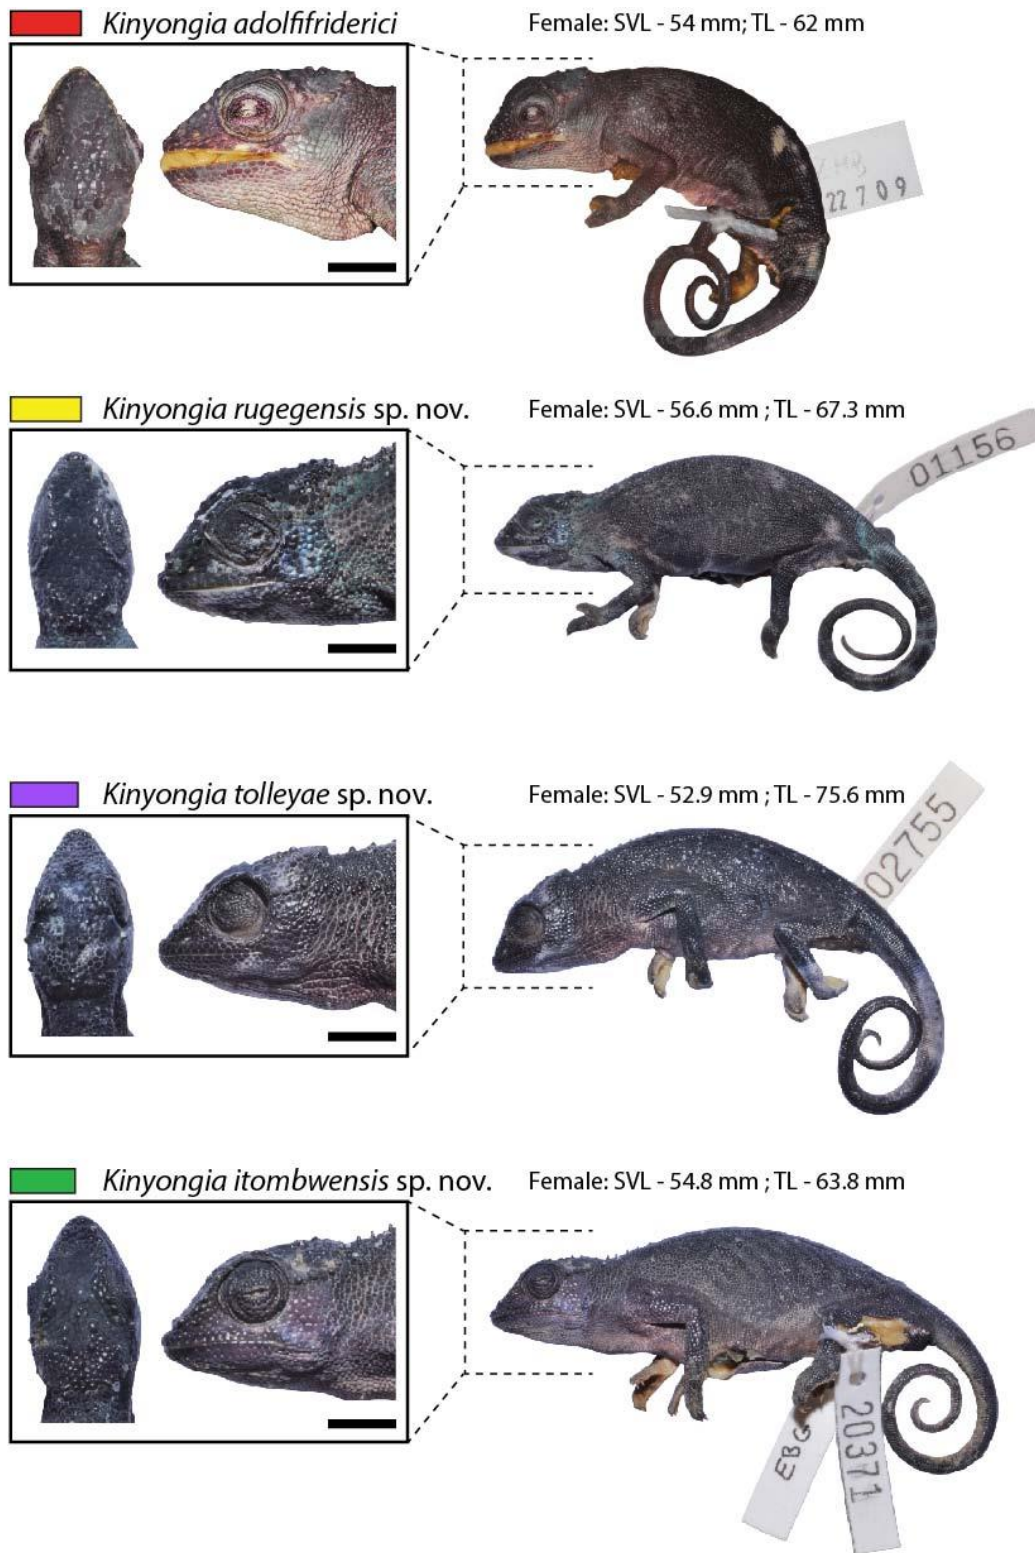 Kinyongia adolfifriderici
Female: SVL - 54 mm; TL - 62 mm
22709
Kinyongia rugegensis sp. nov.
Female: SVL - 56.6 mm ; TL - 67.3 mm
01156
Kinyongia tolleyae sp. nov.
Female: SVL - 52.9 mm ; TL - 75.6 mm
02755
Kinyongia itombwensis sp. nov.
Female: SVL - 54.8 mm ; TL - 63.8 mm
EBG
20371